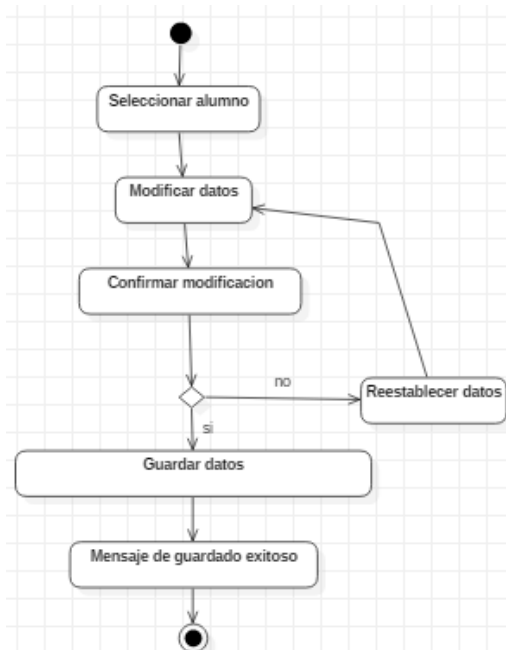 Seleccionar alumno
Modificar datos
Confirmar modificacion
no
Reestablecer datos
si
Guardar datos
Mensaje de guardado exitoso